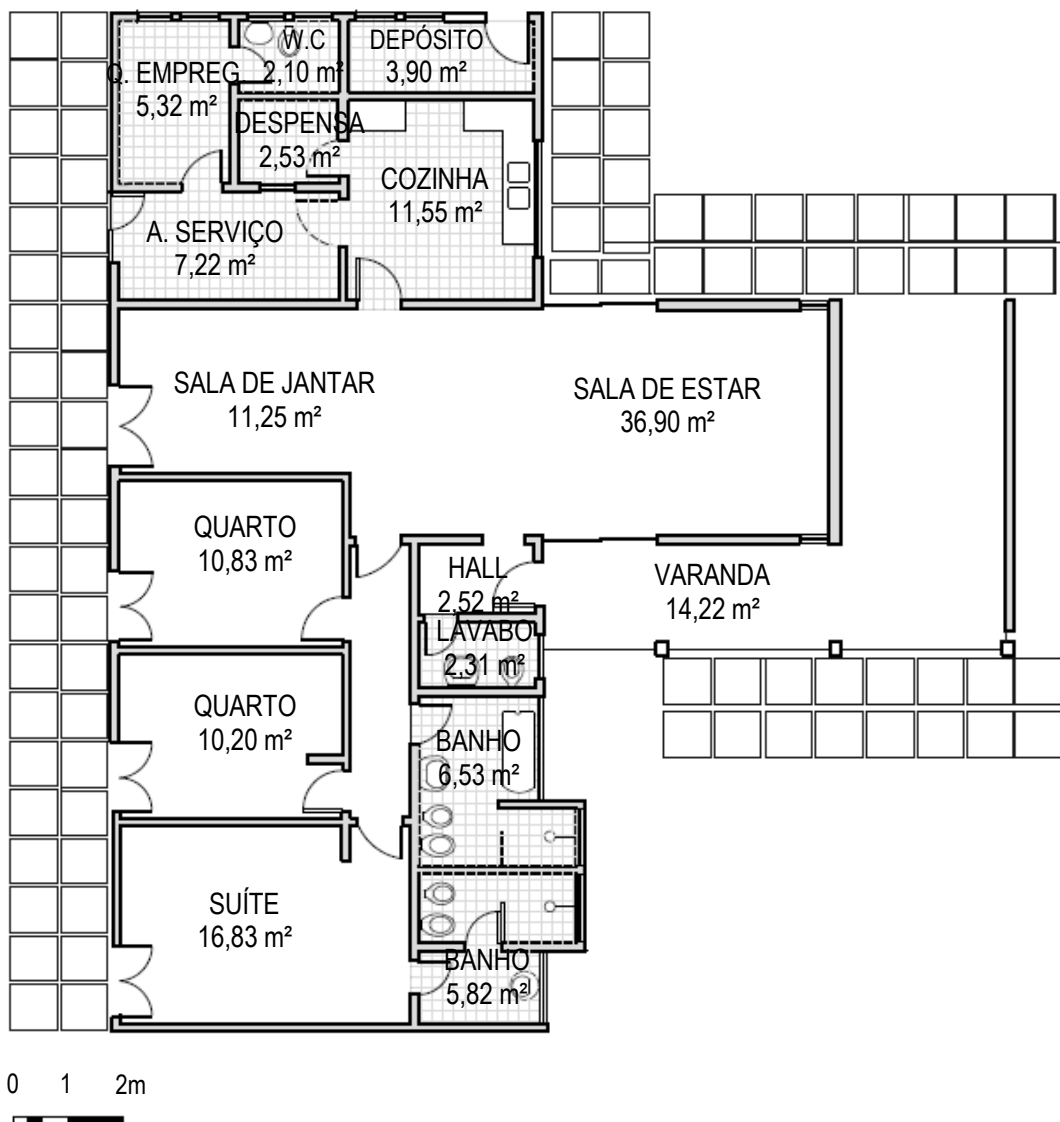 W.C
2,10 m²
DEPÓSITO
3,90 m²
Q. EMPREG.
5,32 m²
DESPENSA
2,53 m²
COZINHA
11,55 m²
A. SERVIÇO
7,22 m²
SALA DE JANTAR
11,25 m²
SALA DE ESTAR
36,90 m²
QUARTO
10,83 m²
HALL
2,52 m²
VARANDA
14,22 m²
LAVABO
2,31 m²
QUARTO
10,20 m²
BANHO
6,53 m²
SUÍTE
16,83 m²
BANHO
5,82 m²
0 1 2m